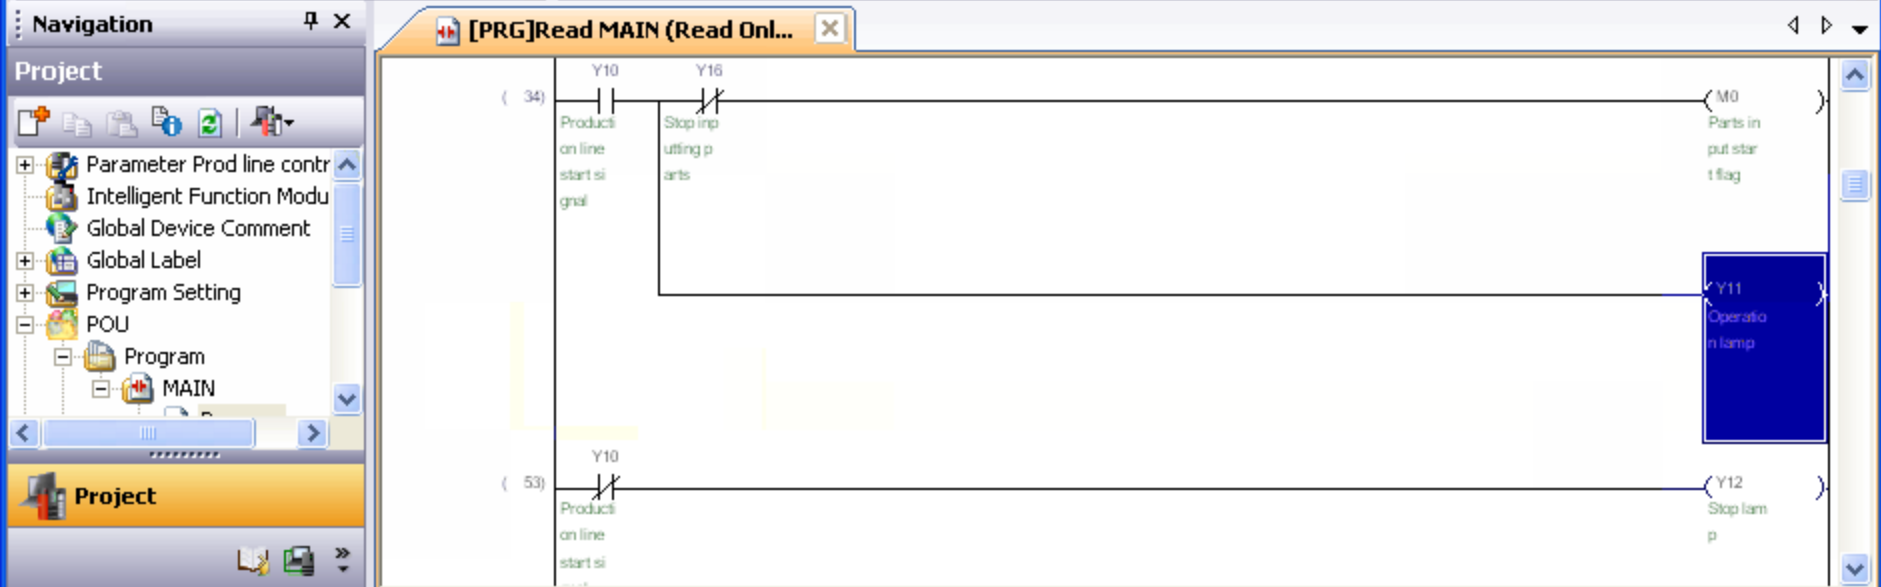 Navigation
Project
Parameter Prod line contr
Intelligent Function Modu
Global Device Comment
Global Label
Program Setting
POU
Program
MAIN
Project
[PRG]Read MAIN (Read Onl...
Y10
Y16
( 34)
M0
Producti
on line
start si
gnal
Stop inp
utting p
arts
Parts in
put star
t flag
Y11
Operatio
n lamp
Y10
( 53)
Y12
Producti
on line
start si
Stop lam
p